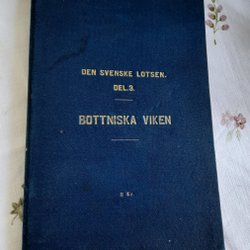 DEN SVENSKE LOTSEN.
DEL.3.
BOTTNISKA VIKEN